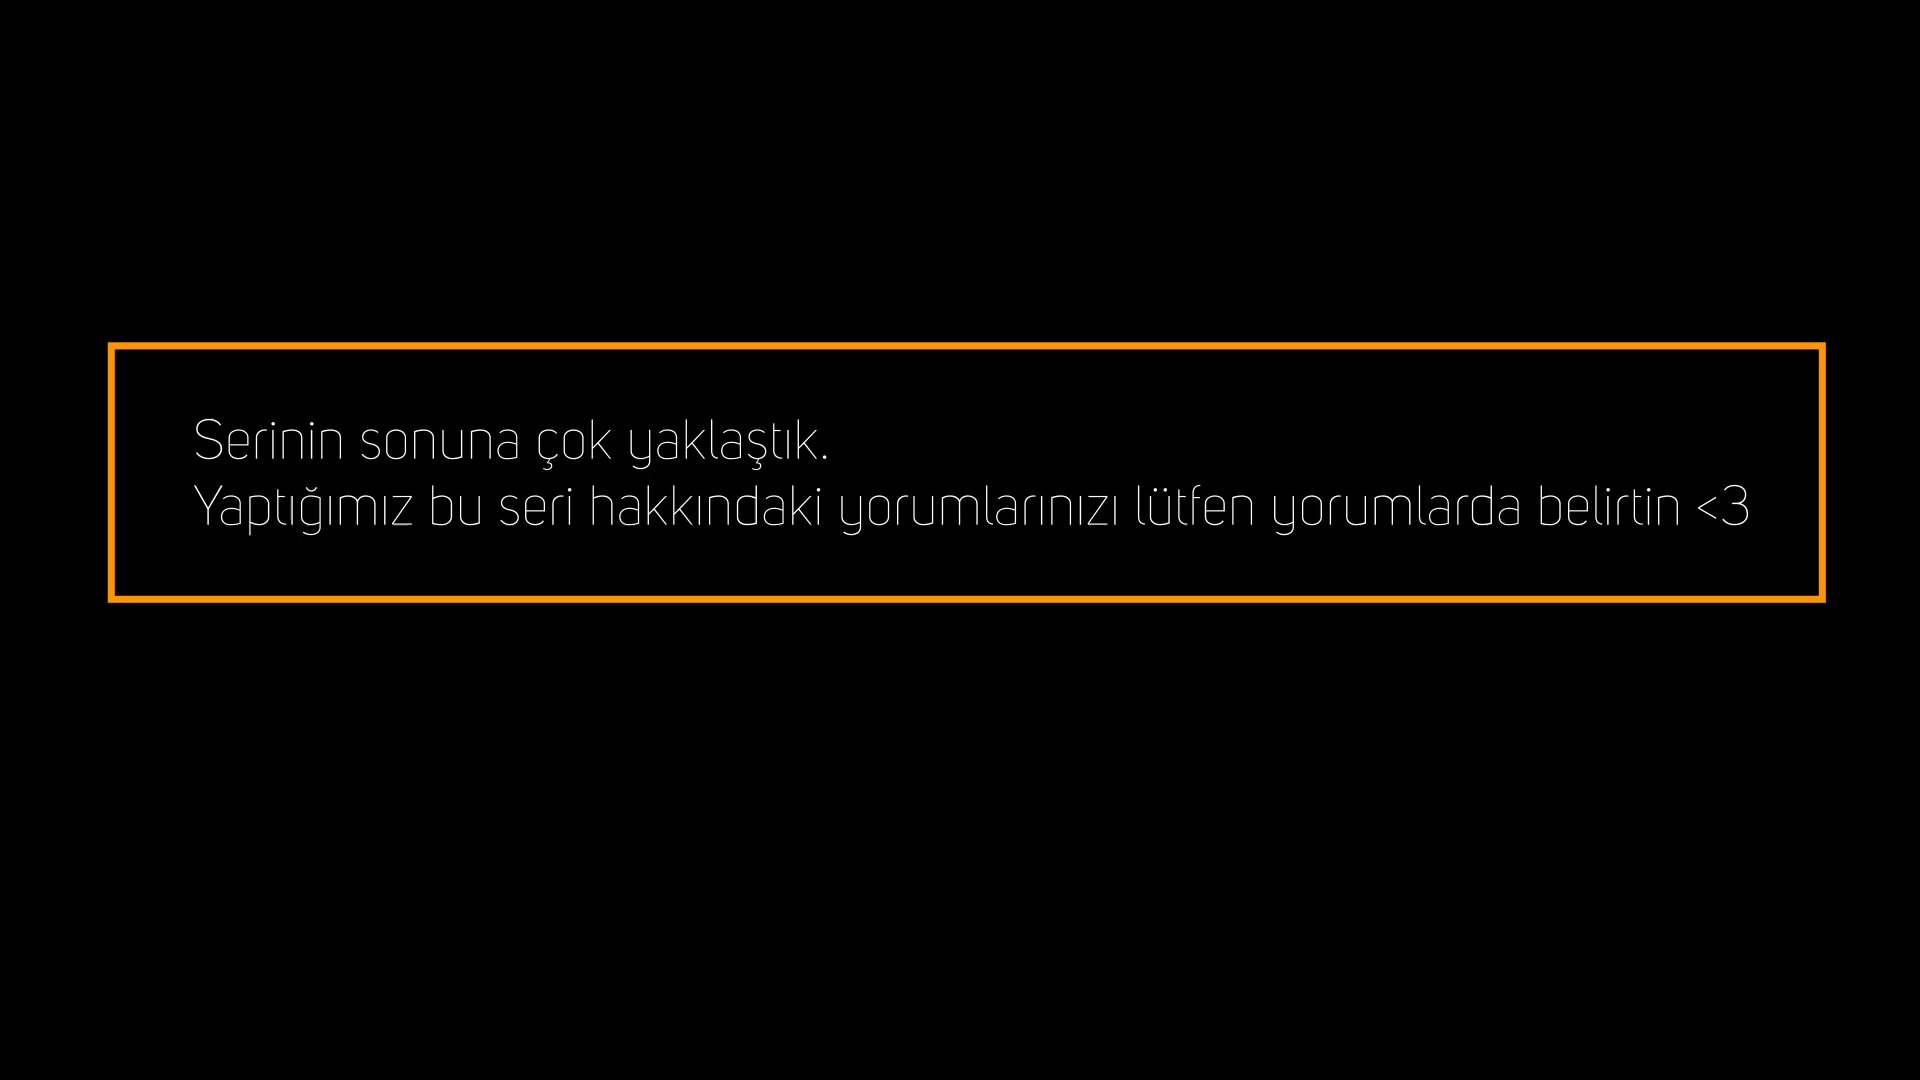 Serinin sonuna çok yaklaştık.
Yaptığımız bu seri hakkındaki yorumlarınızı lütfen yorumlarda belirtin <3